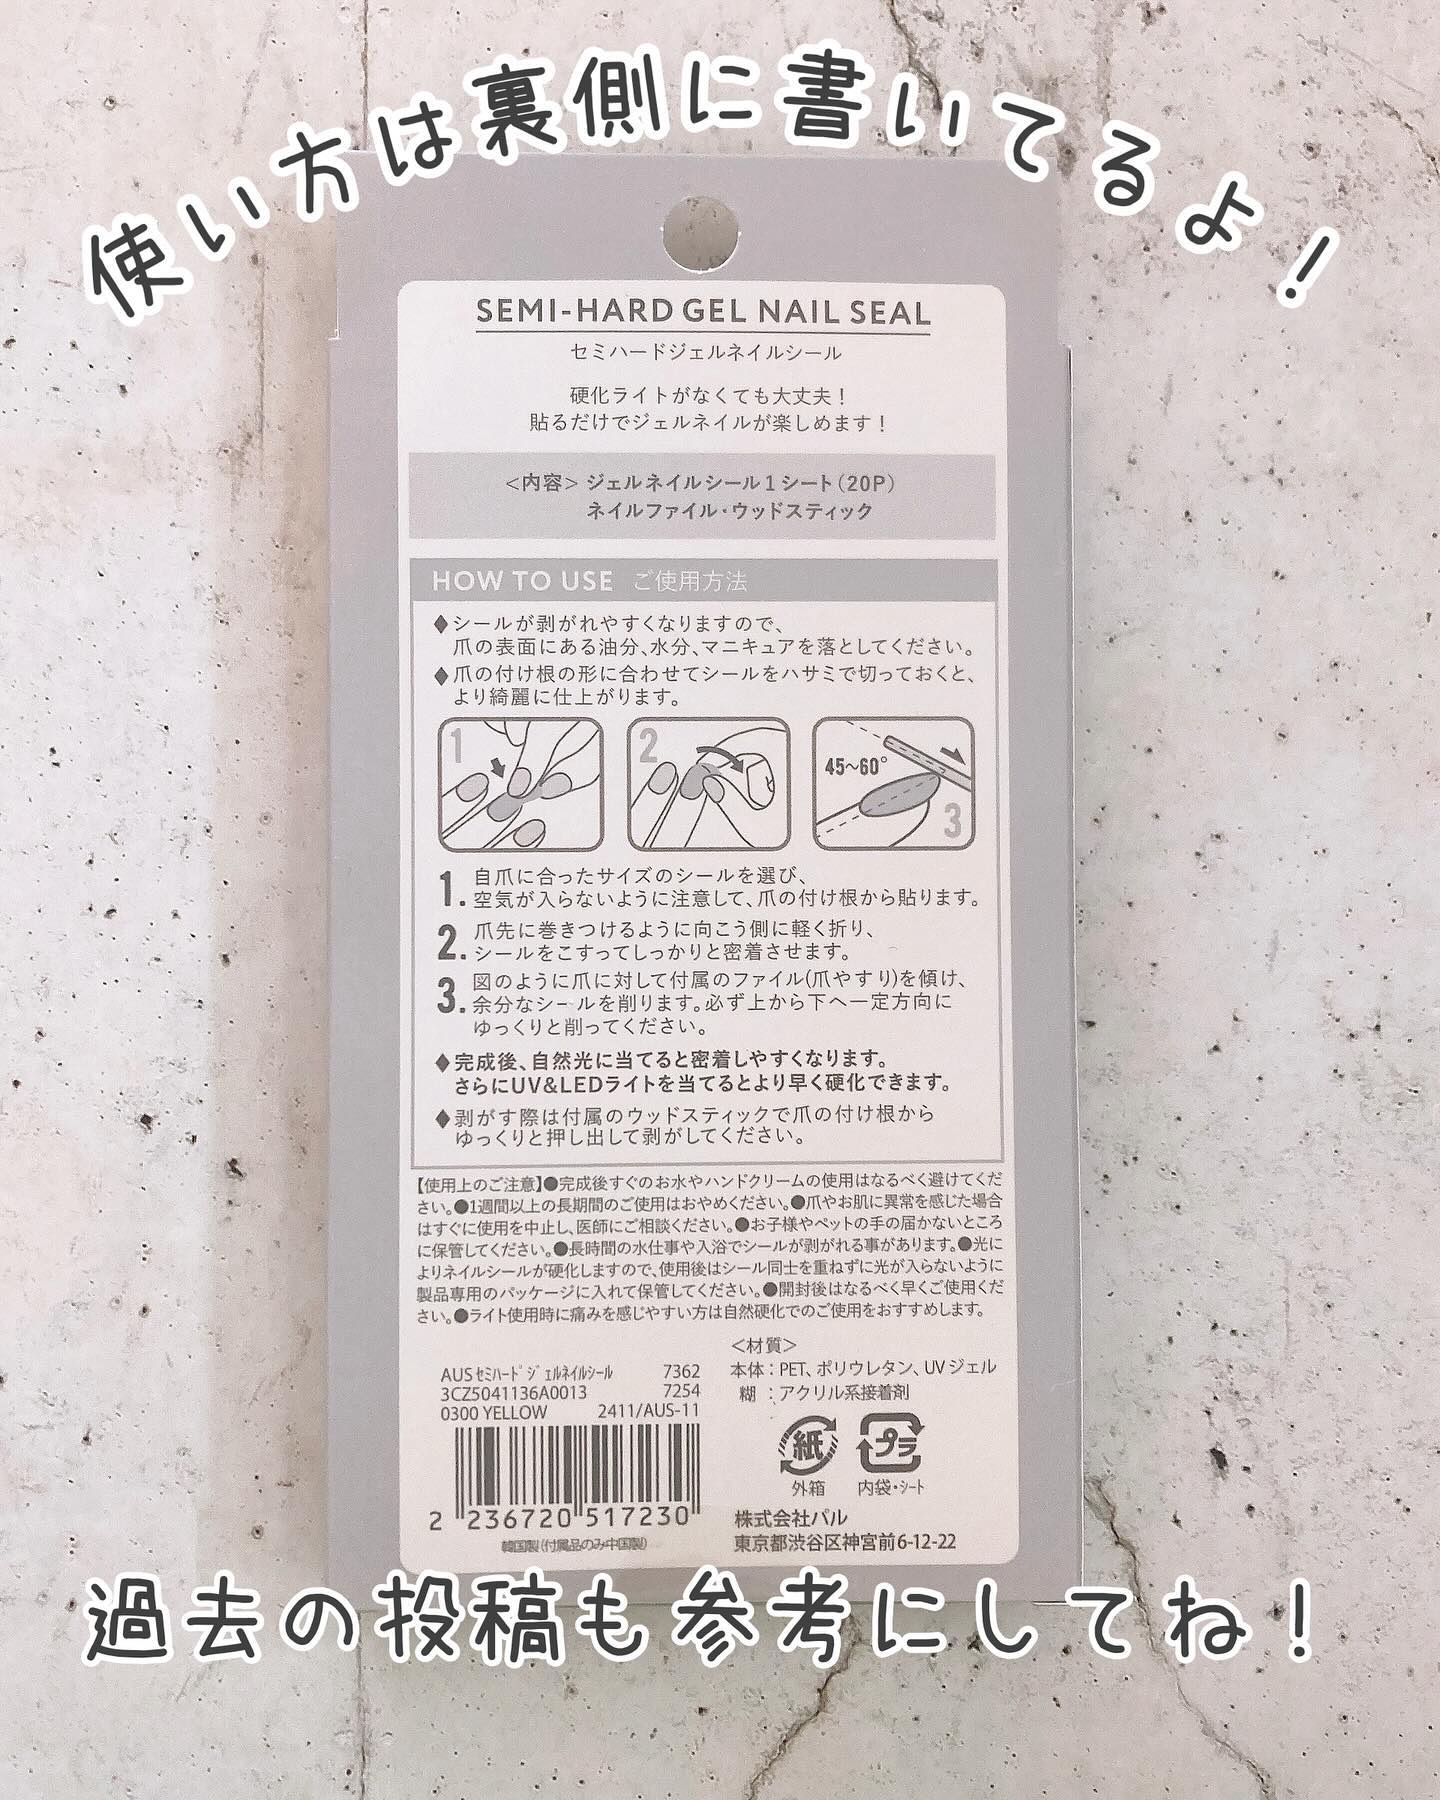 使い方は裏側に書いてるよ！
SEMI-HARD GEL NAIL SEAL
セミハードジェルネイルシール
硬化ライトがなくても大丈夫！
貼るだけでジェルネイルが楽しめます！
<内容> ジェルネイルシール1シート(20P)
ネイルファイル・ウッドスティック
HOW TO USE ご使用方法
◆シールが剥がれやすくなりますので、
爪の表面にある油分、水分、マニキュアを落としてください。
◆爪の付け根の形に合わせてシールをハサミで切っておくと、
より綺麗に仕上がります。
1 2 45~60° 3
1. 自爪に合ったサイズのシールを選び、
空気が入らないように注意して、爪の付け根から貼ります。
2. 爪先に巻きつけるように向こう側に軽く折り、
シールをこすってしっかりと密着させます。
3. 図のように爪に対して付属のファイル(爪やすり)を傾け、
余分なシールを削ります。必ず上から下へ一定方向に
ゆっくりと削ってください。
◆完成後、自然光に当てると密着しやすくなります。
さらにUV&LEDライトを当てるとより早く硬化できます。
◆剥がす際は付属のウッドスティックで爪の付け根から
ゆっくりと押し出して剥がしてください。
【使用上のご注意】●完成後すぐのお水やハンドクリームの使用はなるべく避けてくだ
さい。●1週間以上の長期間のご使用はおやめください。●爪やお肌に異常を感じた場合
はすぐに使用を中止し、医師にご相談ください。●お子様やペットの手の届かないところ
に保管してください。●長時間の水仕事や入浴でシールが剥がれる事があります。●光に
よりネイルシールが硬化しますので、使用後はシール同士を重ねずに光が入らないように
製品専用のパッケージに入れて保管してください。●開封後はなるべく早くご使用くだ
さい。●ライト使用時に痛みを感じやすい方は自然硬化でのご使用をおすすめします。
<材質>
本体：PET、ポリウレタン、UVジェル
糊 ：アクリル系接着剤
AUSセミハードジェルネイルシール 7362
3CZ5041136A0013 7254
0300 YELLOW 2411/AUS-11
2 236720 517230
韓国製(付属品のみ中国製)
紙 プラ
外箱 内袋・シート
株式会社パル
東京都渋谷区神宮前6-12-22
過去の投稿も参考にしてね！